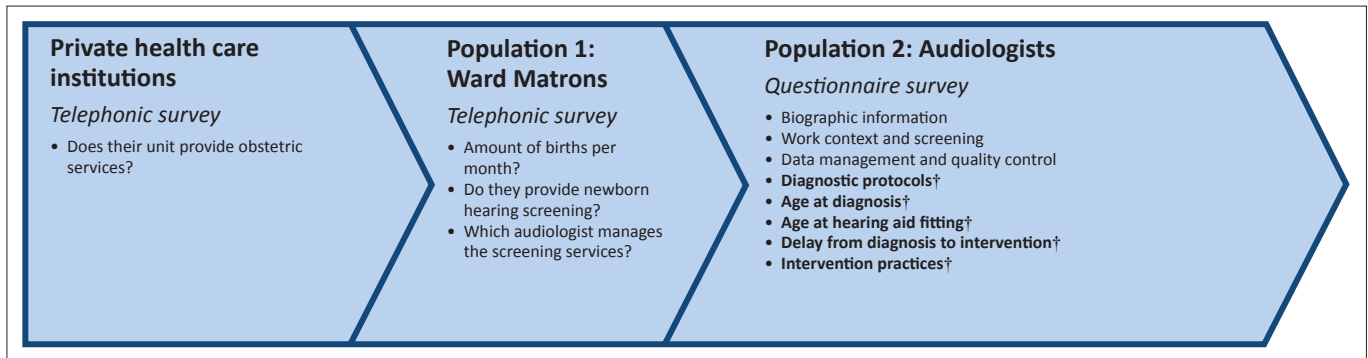 Private health care
institutions
Telephonic survey
• Does their unit provide obstetric
services?
Population 1:
Ward Matrons
Telephonic survey
• Amount of births per
month?
• Do they provide newborn
hearing screening?
• Which audiologist manages
the screening services?
Population 2: Audiologists
Questionnaire survey
• Biographic information
• Work context and screening
• Data management and quality control
• Diagnostic protocols†
• Age at diagnosis†
• Age at hearing aid fitting†
• Delay from diagnosis to intervention†
• Intervention practices†